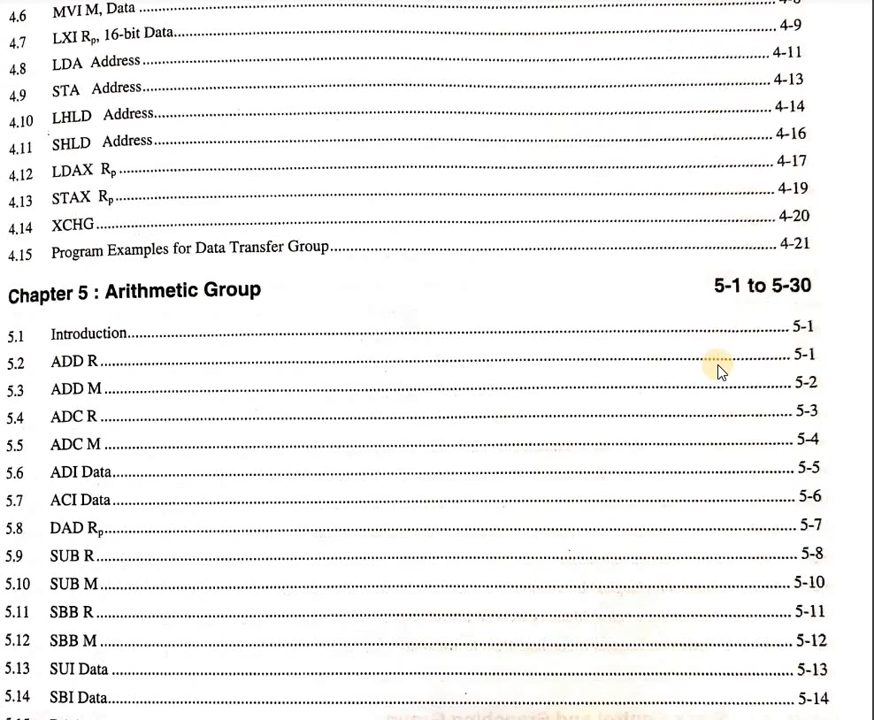 4.6 MVI M, Data ........ 4-8
4.7 LXI Rp, 16-bit Data........ 4-9
4.8 LDA Address ........ 4-11
4.9 STA Address ........ 4-13
4.10 LHLD Address ........ 4-14
4.11 SHLD Address ........ 4-16
4.12 LDAX Rp ........ 4-17
4.13 STAX Rp ........ 4-19
4.14 XCHG ........ 4-20
4.15 Program Examples for Data Transfer Group ........ 4-21
Chapter 5 : Arithmetic Group 5-1 to 5-30
5.1 Introduction ........ 5-1
5.2 ADD R ........ 5-1
5.3 ADD M ........ 5-2
5.4 ADC R ........ 5-3
5.5 ADC M ........ 5-4
5.6 ADI Data ........ 5-5
5.7 ACI Data ........ 5-6
5.8 DAD Rp ........ 5-7
5.9 SUB R ........ 5-8
5.10 SUB M ........ 5-10
5.11 SBB R ........ 5-11
5.12 SBB M ........ 5-12
5.13 SUI Data ........ 5-13
5.14 SBI Data ........ 5-14